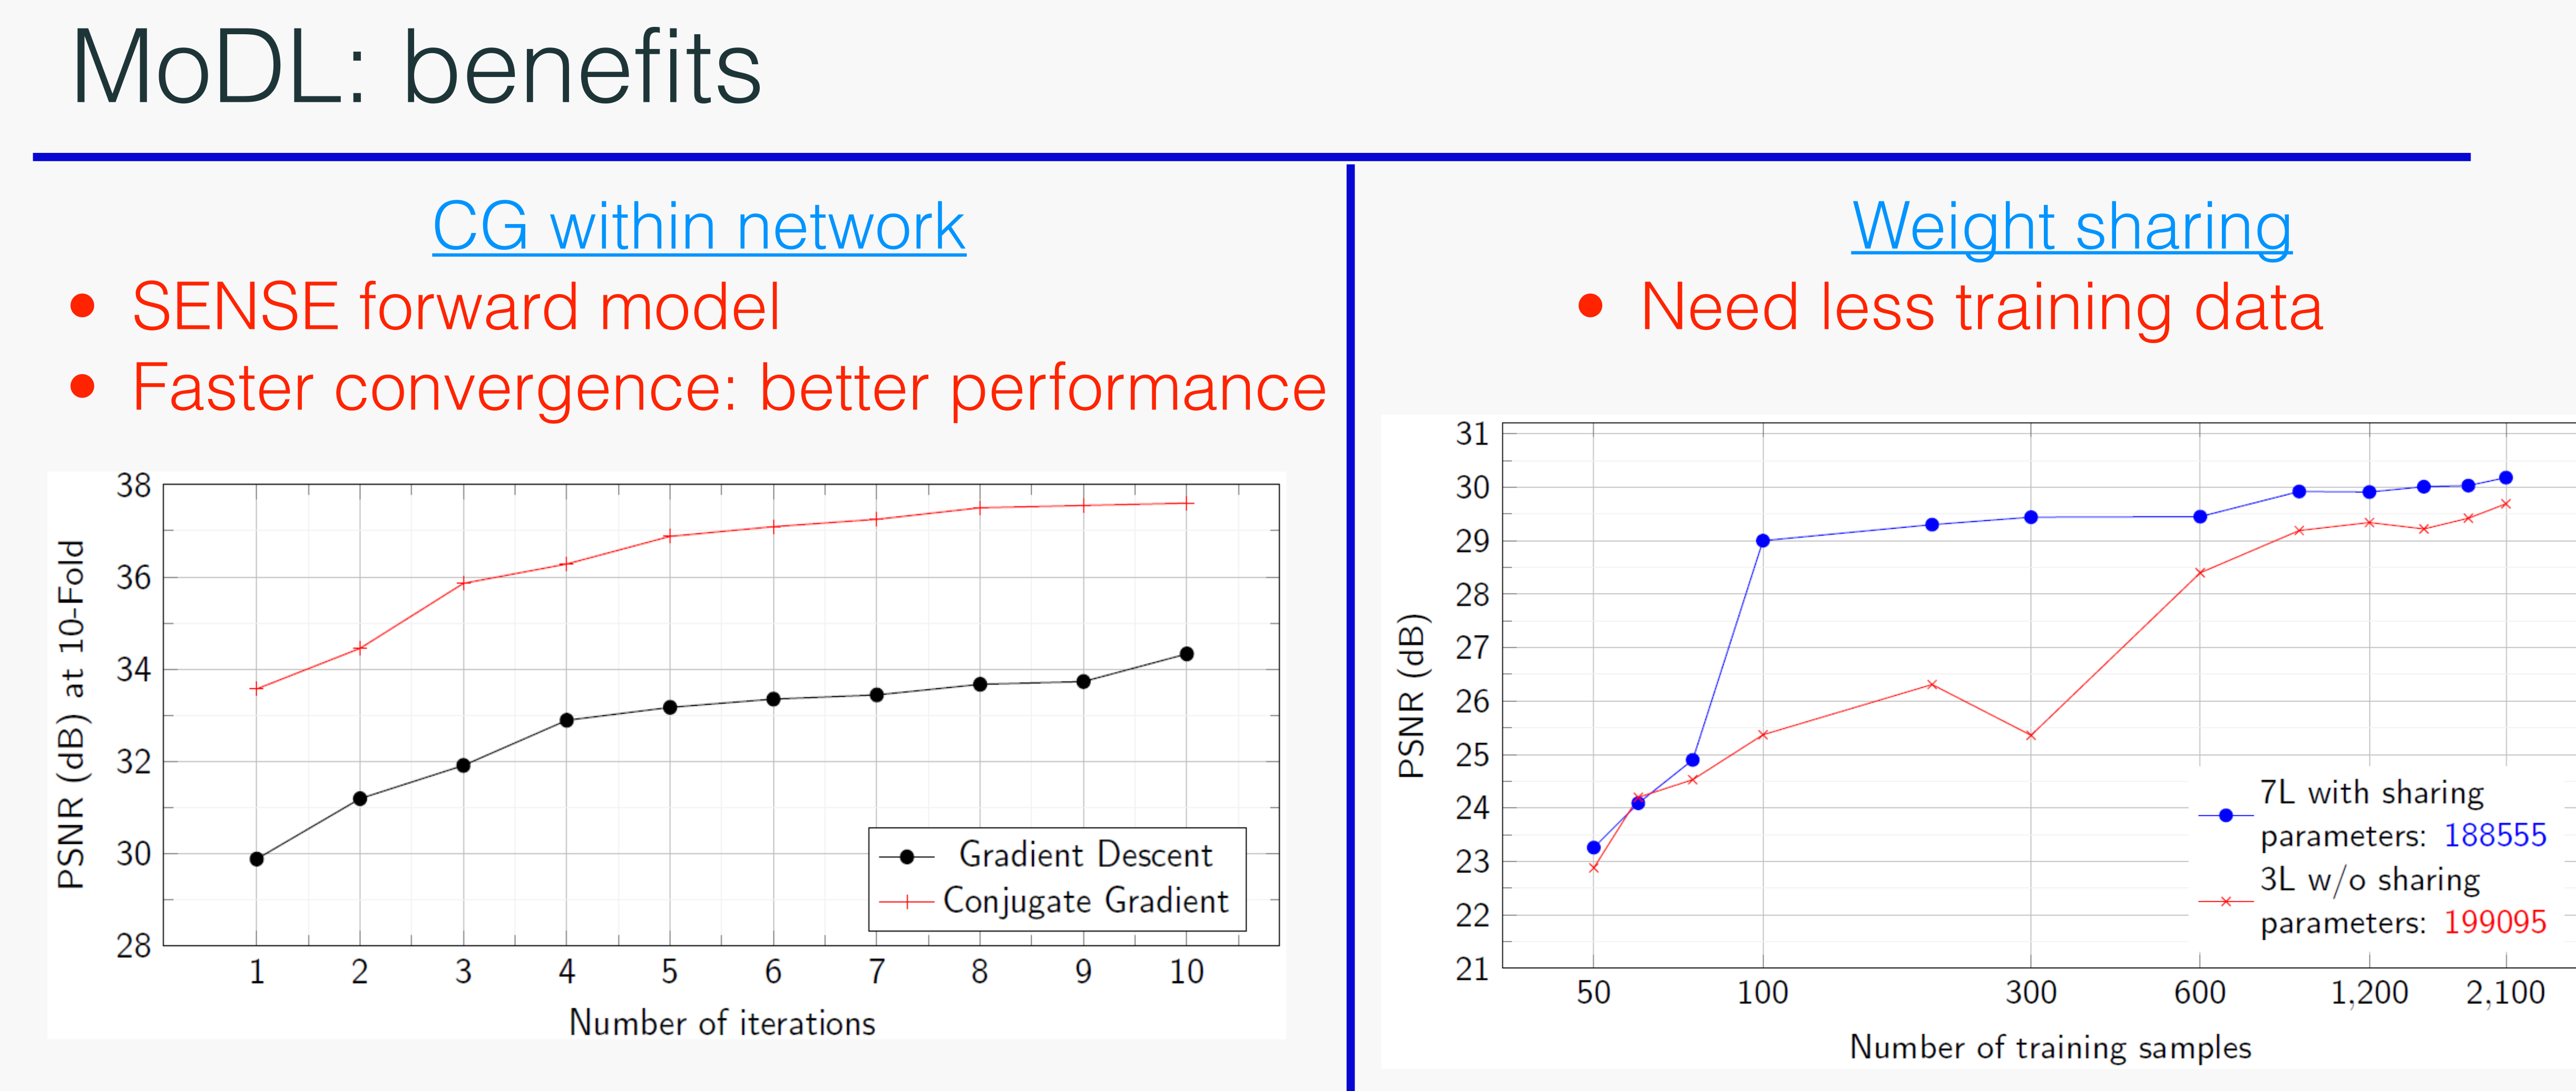 MoDL: benefits
CG within network
• SENSE forward model
• Faster convergence: better performance
38
36
34
32
30
28
PSNR (dB) at 10-Fold
Gradient Descent
Conjugate Gradient
1 2 3 4 5 6 7 8 9 10
Number of iterations
Weight sharing
• Need less training data
31
30
29
28
27
26
25
24
23
22
21
PSNR (dB)
7L with sharing
parameters: 188555
3L w/o sharing
parameters: 199095
50 100 300 600 1,200 2,100
Number of training samples